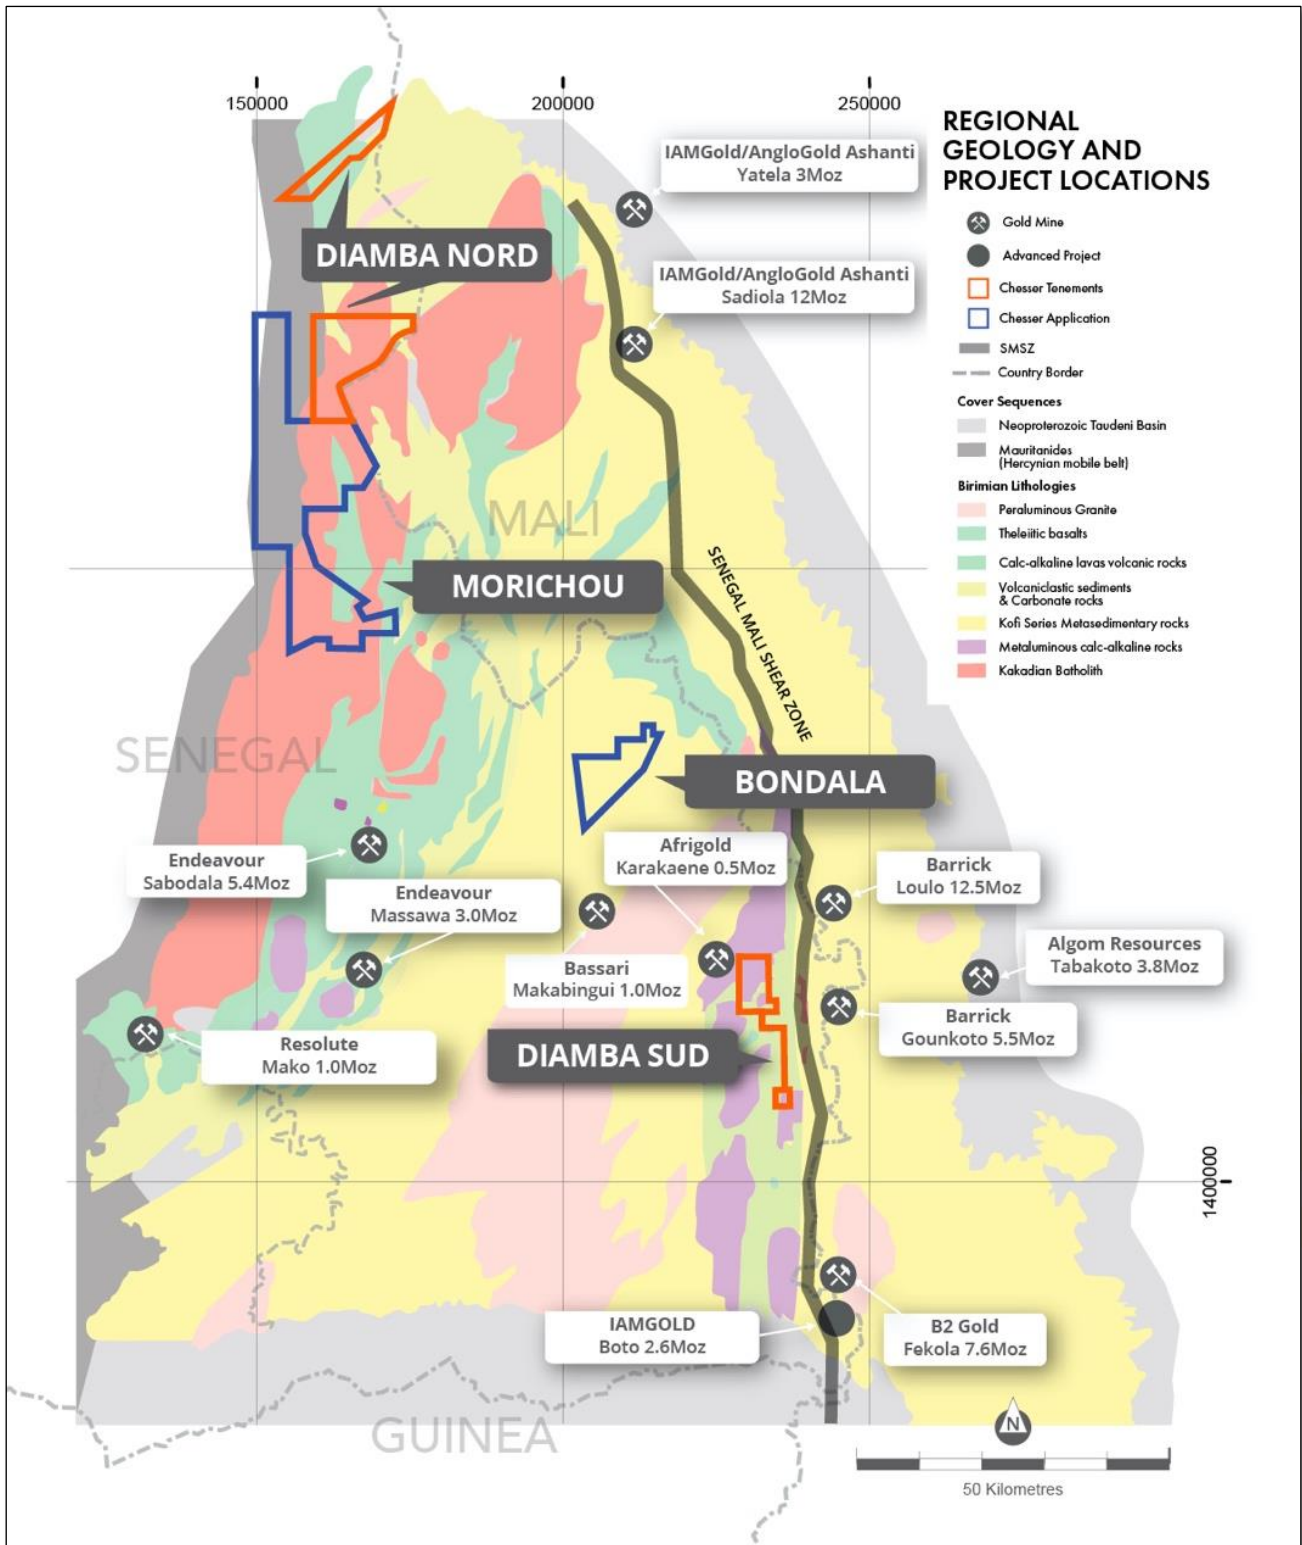 150000
200000
250000
REGIONAL
GEOLOGY AND
PROJECT LOCATIONS
Gold Mine
Advanced Project
Chesser Tenements
Chesser Application
SMSZ
Country Border
Cover Sequences
Neoproterozoic Taudeni Basin
Mauritanides
(Hercynian mobile belt)
Birimian Lithologies
Peraluminous Granite
Theleiitic basalts
Calc-alkaline lavas volcanic rocks
Volcaniclastic sediments
& Carbonate rocks
Kofi Series Metasedimentary rocks
Metaluminous calc-alkaline rocks
Kakadian Batholith
IAMGold/AngloGold Ashanti
Yatela 3Moz
DIAMBA NORD
IAMGold/AngloGold Ashanti
Sadiola 12Moz
MALI
MORICHOU
SENEGAL MALI SHEAR ZONE
SENEGAL
BONDALA
Endeavour
Sabodala 5.4Moz
Afrigold
Karakaene 0.5Moz
Barrick
Loulo 12.5Moz
Endeavour
Massawa 3.0Moz
Bassari
Makabingui 1.0Moz
Algom Resources
Tabakoto 3.8Moz
Barrick
Gounkoto 5.5Moz
Resolute
Mako 1.0Moz
DIAMBA SUD
1400000
IAMGOLD
Boto 2.6Moz
B2 Gold
Fekola 7.6Moz
GUINEA
N
50 Kilometres